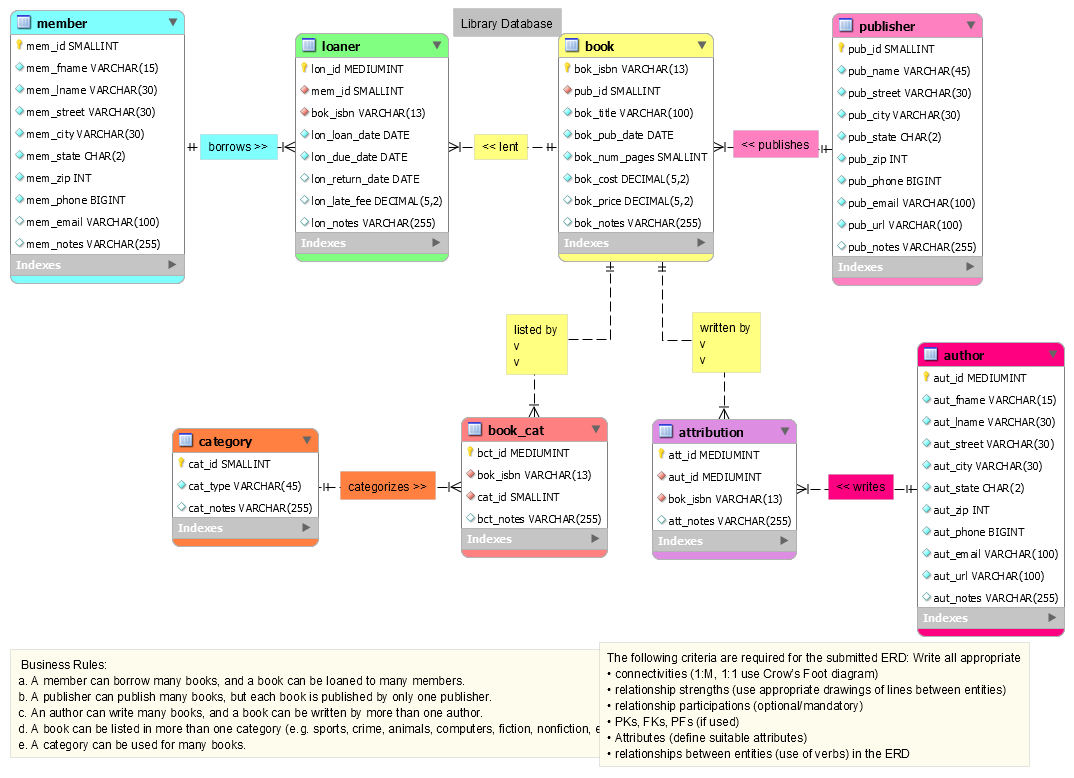 Library Database
member
mem_id SMALLINT
mem_fname VARCHAR(15)
mem_lname VARCHAR(30)
mem_street VARCHAR(30)
mem_city VARCHAR(30)
mem_state CHAR(2)
mem_zip INT
mem_phone BIGINT
mem_email VARCHAR(100)
mem_notes VARCHAR(255)
Indexes
borrows >>
loaner
lon_id MEDIUMINT
mem_id SMALLINT
bok_isbn VARCHAR(13)
lon_loan_date DATE
lon_due_date DATE
lon_return_date DATE
lon_late_fee DECIMAL(5,2)
lon_notes VARCHAR(255)
Indexes
<< lent
book
bok_isbn VARCHAR(13)
pub_id SMALLINT
bok_title VARCHAR(100)
bok_pub_date DATE
bok_num_pages SMALLINT
bok_cost DECIMAL(5,2)
bok_price DECIMAL(5,2)
bok_notes VARCHAR(255)
Indexes
<< publishes
publisher
pub_id SMALLINT
pub_name VARCHAR(45)
pub_street VARCHAR(30)
pub_city VARCHAR(30)
pub_state CHAR(2)
pub_zip INT
pub_phone BIGINT
pub_email VARCHAR(100)
pub_url VARCHAR(100)
pub_notes VARCHAR(255)
Indexes
listed by
v
v
written by
v
v
category
cat_id SMALLINT
cat_type VARCHAR(45)
cat_notes VARCHAR(255)
Indexes
categorizes >>
book_cat
bct_id MEDIUMINT
bok_isbn VARCHAR(13)
cat_id SMALLINT
bct_notes VARCHAR(255)
Indexes
attribution
att_id MEDIUMINT
aut_id MEDIUMINT
bok_isbn VARCHAR(13)
att_notes VARCHAR(255)
Indexes
<< writes
author
aut_id MEDIUMINT
aut_fname VARCHAR(15)
aut_lname VARCHAR(30)
aut_street VARCHAR(30)
aut_city VARCHAR(30)
aut_state CHAR(2)
aut_zip INT
aut_phone BIGINT
aut_email VARCHAR(100)
aut_url VARCHAR(100)
aut_notes VARCHAR(255)
Indexes
Business Rules:
a. A member can borrow many books, and a book can be loaned to many members.
b. A publisher can publish many books, but each book is published by only one publisher.
c. An author can write many books, and a book can be written by more than one author.
d. A book can be listed in more than one category (e.g. sports, crime, animals, computers, fiction, nonfiction,
e. A category can be used for many books.
The following criteria are required for the submitted ERD: Write all appropriate
• connectivities (1:M, 1:1 use Crow's Foot diagram)
• relationship strengths (use appropriate drawings of lines between entities)
• relationship participations (optional/mandatory)
• PKs, FKs, PFs (if used)
• Attributes (define suitable attributes)
• relationships between entities (use of verbs) in the ERD